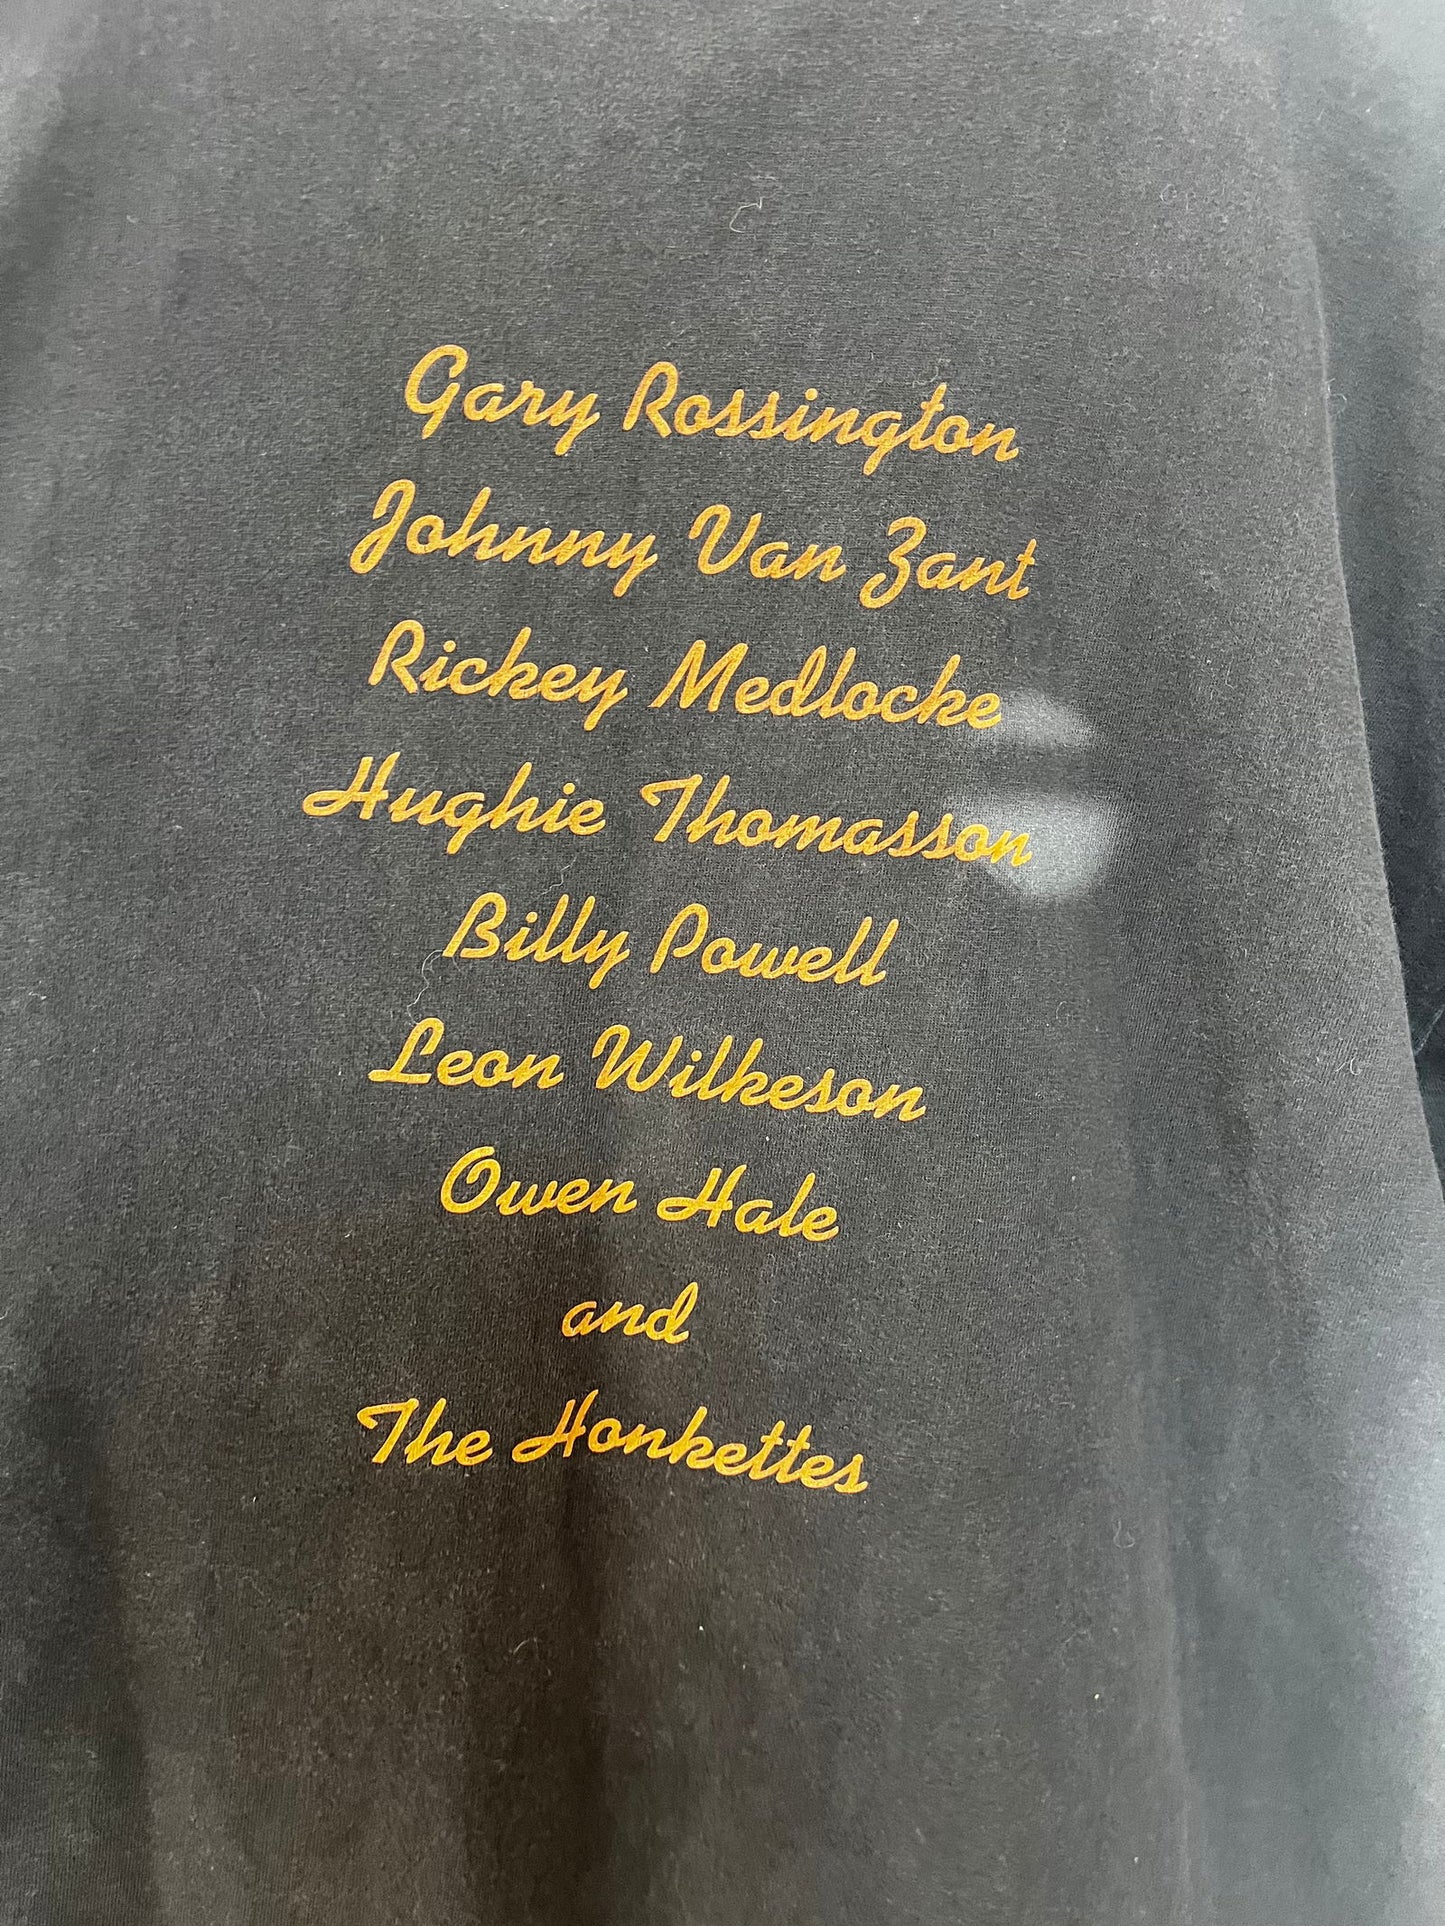 Gary Rossington
Johnny Van Zant
Rickey Medlocke
Hughie Thomasson
Billy Powell
Leon Wilkeson
Owen Hale
and
The Honkettes